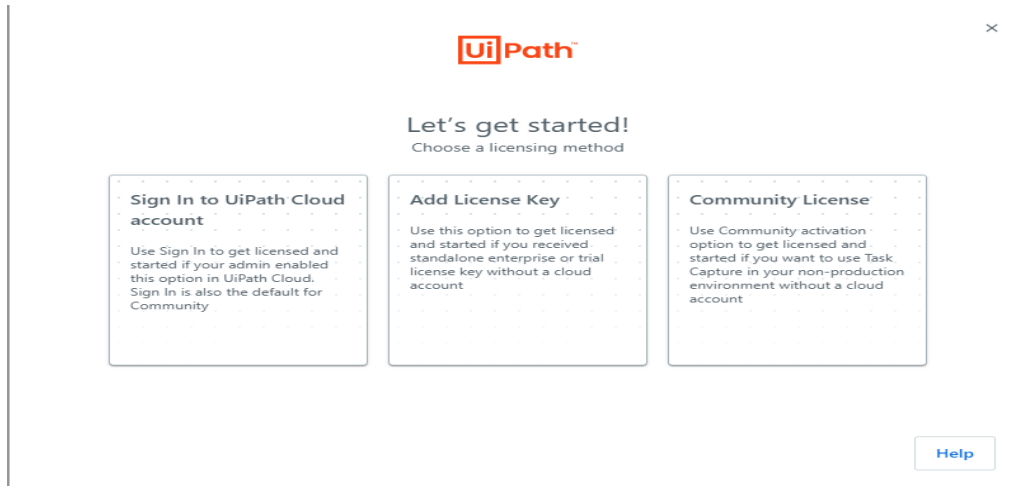 UiPath™
Let's get started!
Choose a licensing method
Sign In to UiPath Cloud
account
Use Sign In to get licensed and
started if your admin enabled
this option in UiPath Cloud.
Sign In is also the default for
Community
Add License Key
Use this option to get licensed
and started if you received
standalone enterprise or trial
license key without a cloud
account
Community License
Use Community activation
option to get licensed and
started if you want to use Task
Capture in your non-production
environment without a cloud
account
Help